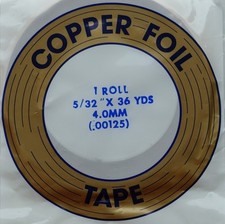 COPPER FOIL
1 ROLL
5/32" X 36 YDS
4.0MM
(.00125)
TAPE